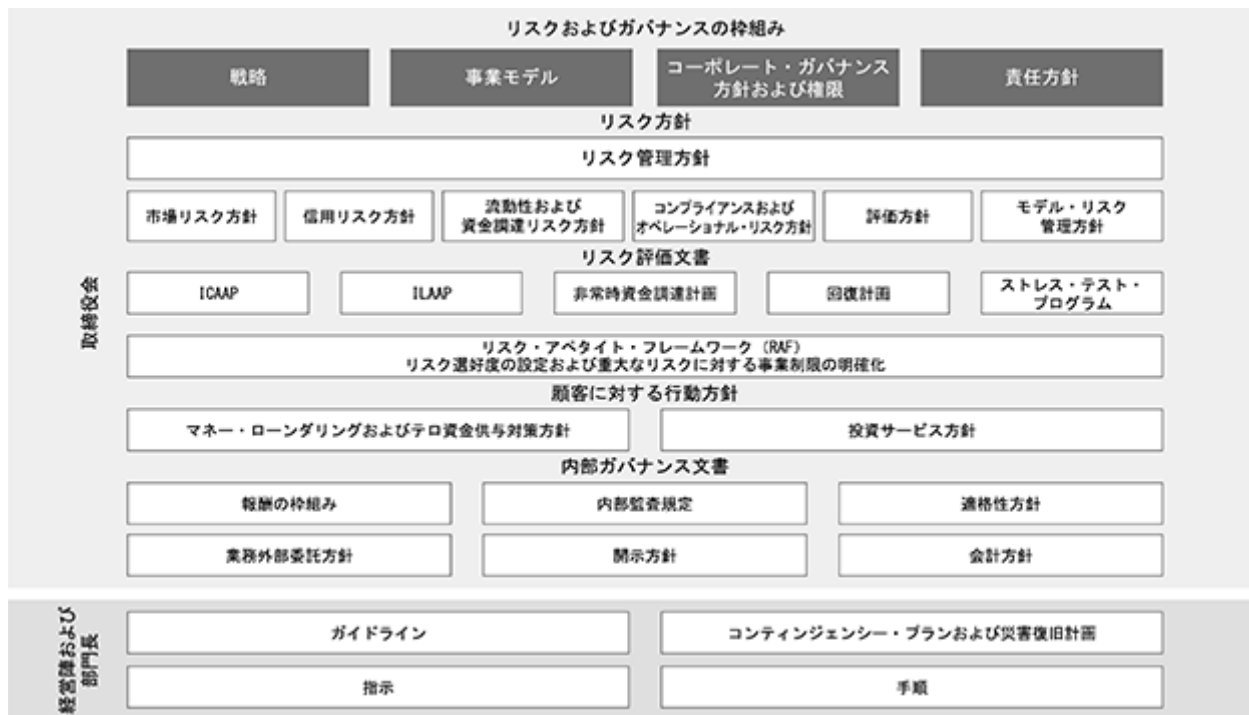 リスクおよびガバナンスの枠組み
戦略
事業モデル
コーポレート・ガバナンス
方針および権限
責任方針
リスク方針
リスク管理方針
市場リスク方針
信用リスク方針
流動性および
資金調達リスク方針
コンプライアンスおよび
オペレーショナル・リスク方針
評価方針
モデル・リスク
管理方針
リスク評価文書
取締役会
ICAAP
ILAAP
非常時資金調達計画
回復計画
ストレス・テスト・
プログラム
リスク・アペタイト・フレームワーク（RAF）
リスク選好度の設定および重大なリスクに対する事業制限の明確化
顧客に対する行動方針
マネー・ローンダリングおよびテロ資金供与対策方針
投資サービス方針
内部ガバナンス文書
報酬の枠組み
内部監査規定
適格性方針
業務外部委託方針
開示方針
会計方針
経営陣および
部門長
ガイドライン
コンティンジェンシー・プランおよび災害復旧計画
指示
手順